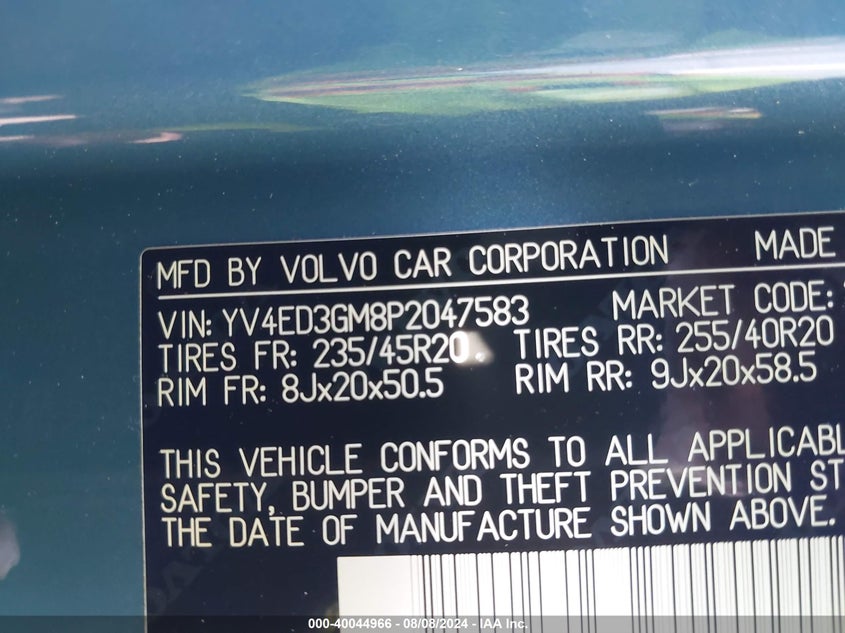 MFD BY VOLVO CAR CORPORATION MADE
VIN: YV4ED3GM8P2047583 MARKET CODE:
TIRES FR: 235/45R20 TIRES RR: 255/40R20
RIM FR: 8Jx20x50.5 RIM RR: 9Jx20x58.5
THIS VEHICLE CONFORMS TO ALL APPLICABL
SAFETY, BUMPER AND THEFT PREVENTION ST
THE DATE OF MANUFACTURE SHOWN ABOVE.
000-40044966 - 08/08/2024 - IAA Inc.